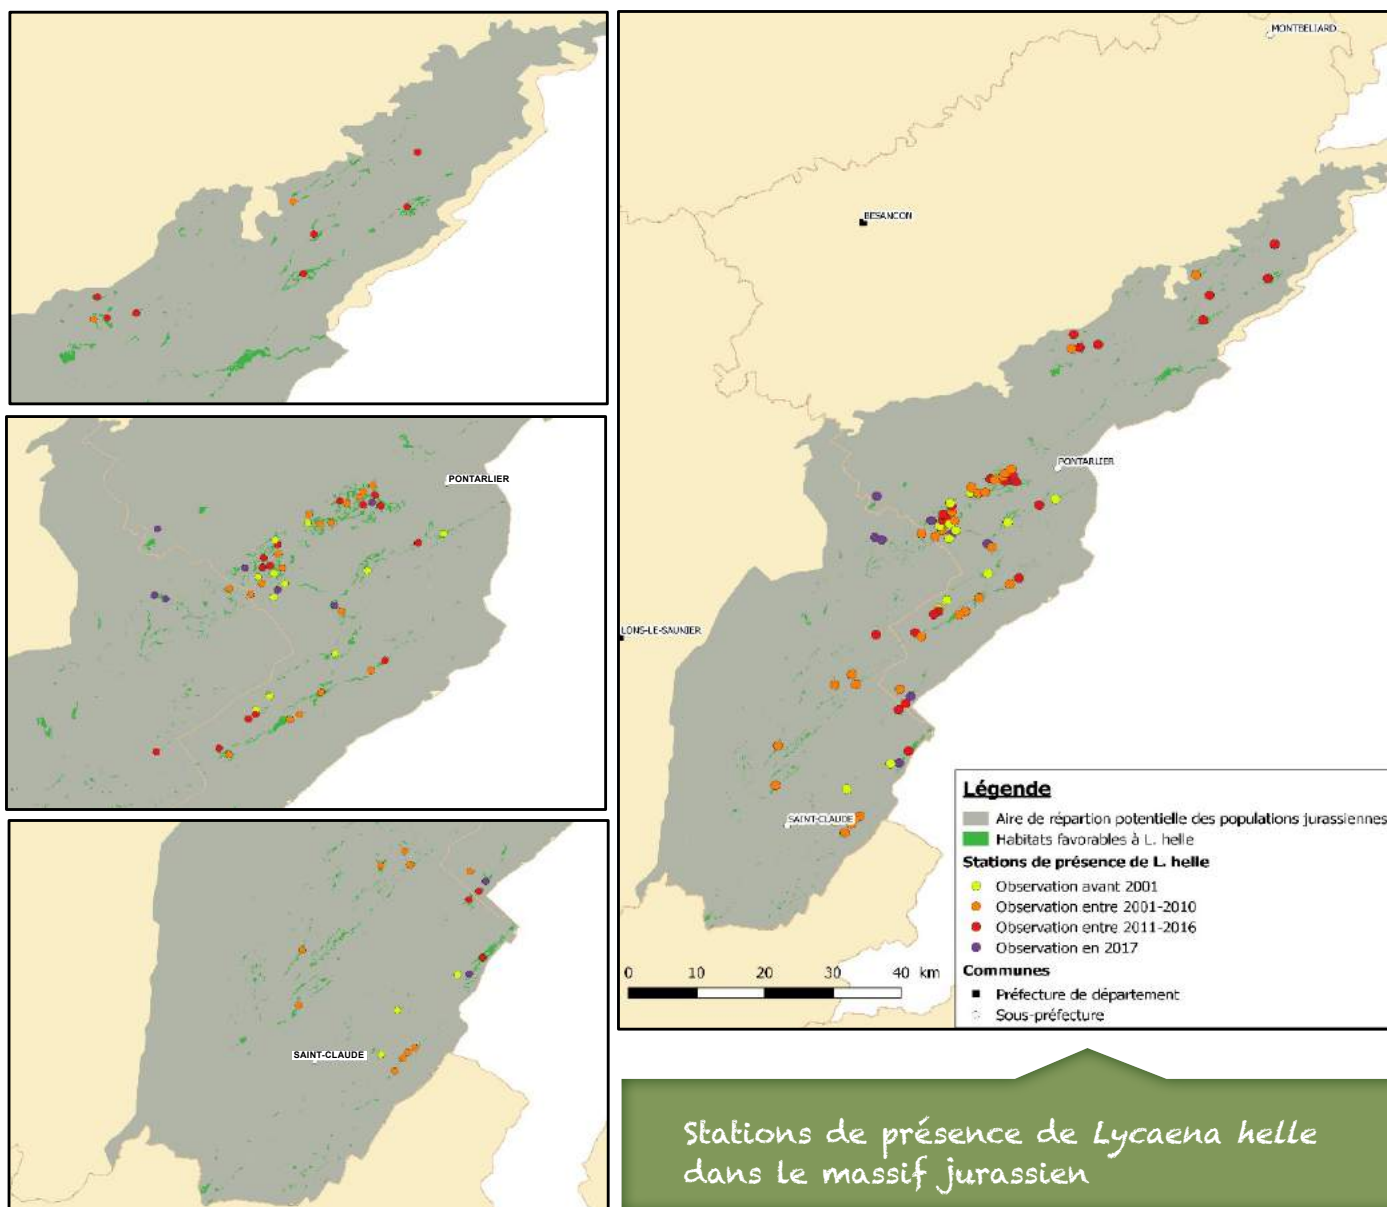 PONTARLIER
SAINT-CLAUDE
MONTBELIARD
BESANCON
PONTARLIER
LONS-LE-SAUNIER
SAINT-CLAUDE
Légende
Aire de répartion potentielle des populations jurassiennes
Habitats favorables à L. helle
Stations de présence de L. helle
Observation avant 2001
Observation entre 2001-2010
Observation entre 2011-2016
Observation en 2017
Communes
Préfecture de département
Sous-préfecture
0 10 20 30 40 km
Stations de présence de Lycaena helle
dans le massif jurassien